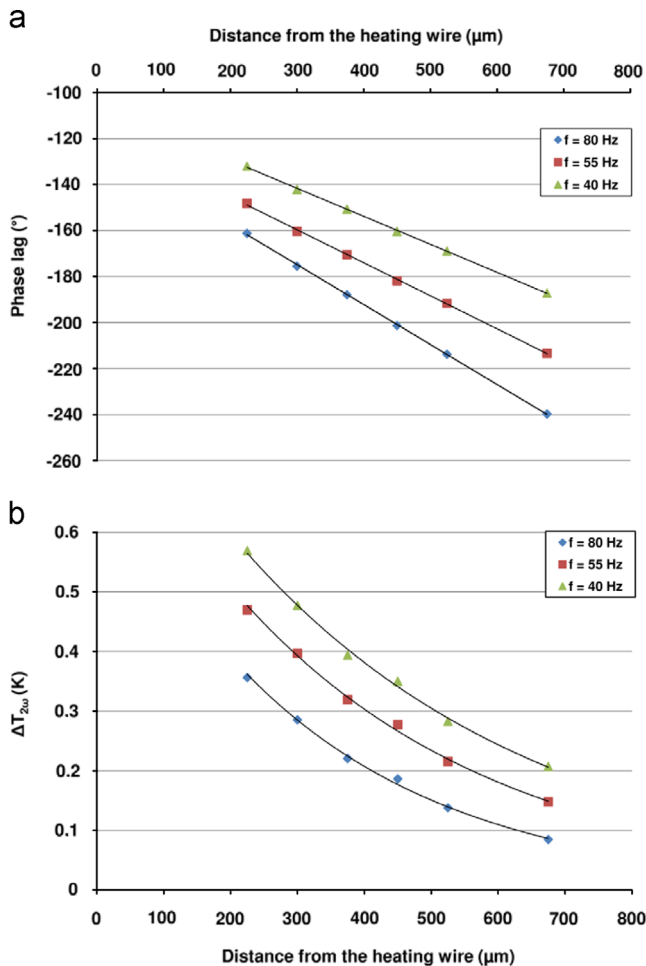 a
Distance from the heating wire (μm)
0 100 200 300 400 500 600 700 800
-100
-120
-140
-160
-180
-200
-220
-240
-260
Phase lag (°)
f = 80 Hz
f = 55 Hz
f = 40 Hz
b
0.6
0.5
0.4
0.3
0.2
0.1
0
ΔT2ω (K)
f = 80 Hz
f = 55 Hz
f = 40 Hz
0 100 200 300 400 500 600 700 800
Distance from the heating wire (μm)